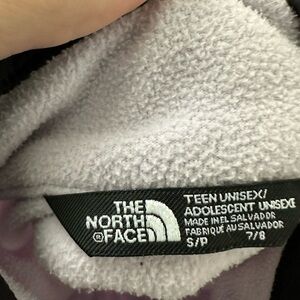 THE
NORTH
FACE
TEEN UNISEX/
ADOLESCENT UNISEXE
MADE IN EL SALVADOR
FABRIQUÉ AU SALVADOR
S/P 7/8